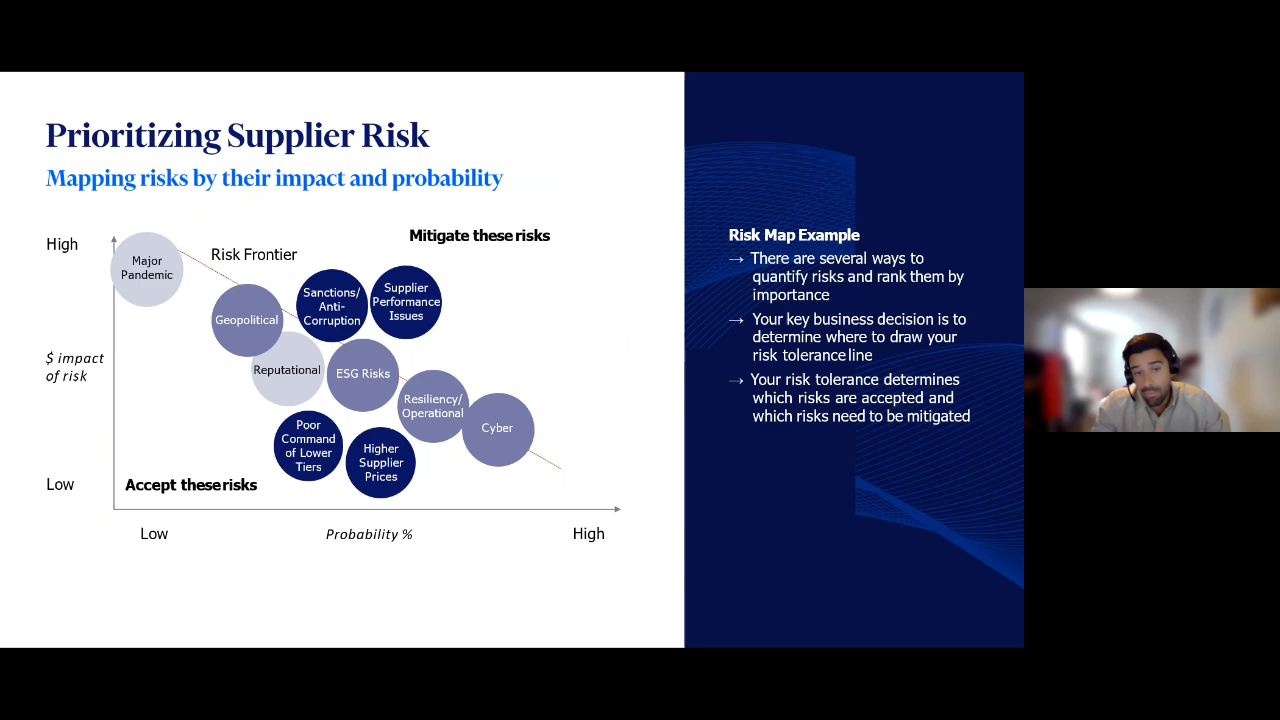 Prioritizing Supplier Risk
Mapping risks by their impact and probability
High
Major
Pandemic
Risk Frontier
Mitigate these risks
Geopolitical
Sanctions/
Anti-
Corruption
Supplier
Performance
Issues
$ impact
of risk
Reputational
ESG Risks
Resiliency/
Operational
Cyber
Poor
Command
of Lower
Tiers
Higher
Supplier
Prices
Low
Accept these risks
Low
Probability %
High
Risk Map Example
→ There are several ways to
quantify risks and rank them by
importance
→ Your key business decision is to
determine where to draw your
risk tolerance line
→ Your risk tolerance determines
which risks are accepted and
which risks need to be mitigated